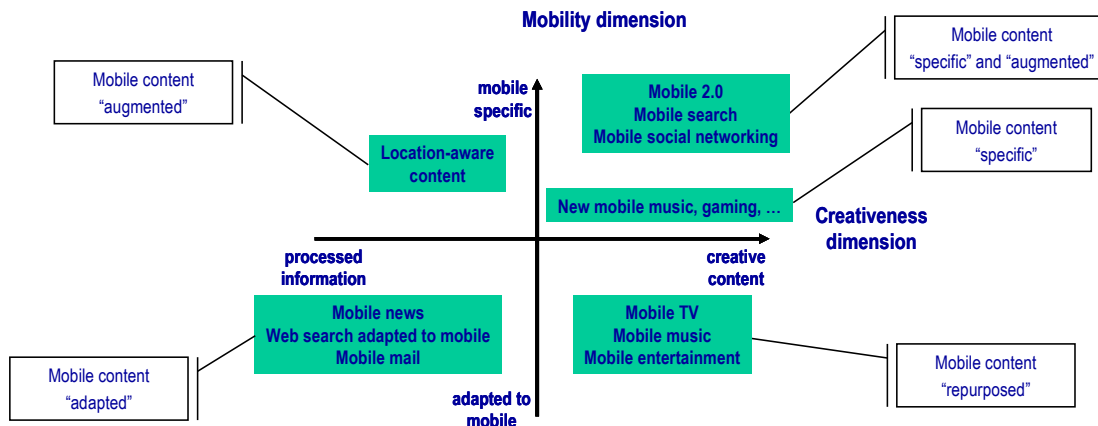 Mobility dimension
Mobile content
“specific” and “augmented”
Mobile content
“augmented”
mobile
specific
Mobile 2.0
Mobile search
Mobile social networking
Mobile content
“specific”
Location-aware
content
New mobile music, gaming, …
Creativeness
dimension
processed
information
creative
content
Mobile news
Web search adapted to mobile
Mobile mail
Mobile TV
Mobile music
Mobile entertainment
Mobile content
“adapted”
Mobile content
“repurposed”
adapted to
mobile